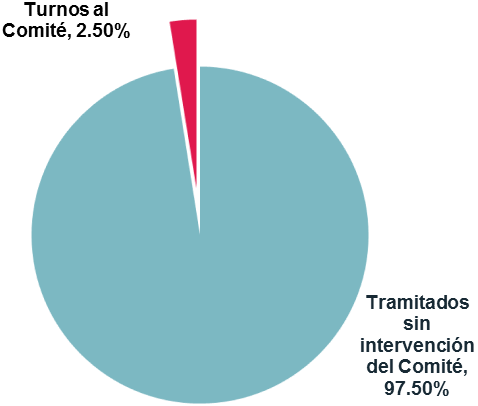 Turnos al
Comité, 2.50%
Tramitados
sin
intervención
del Comité,
97.50%